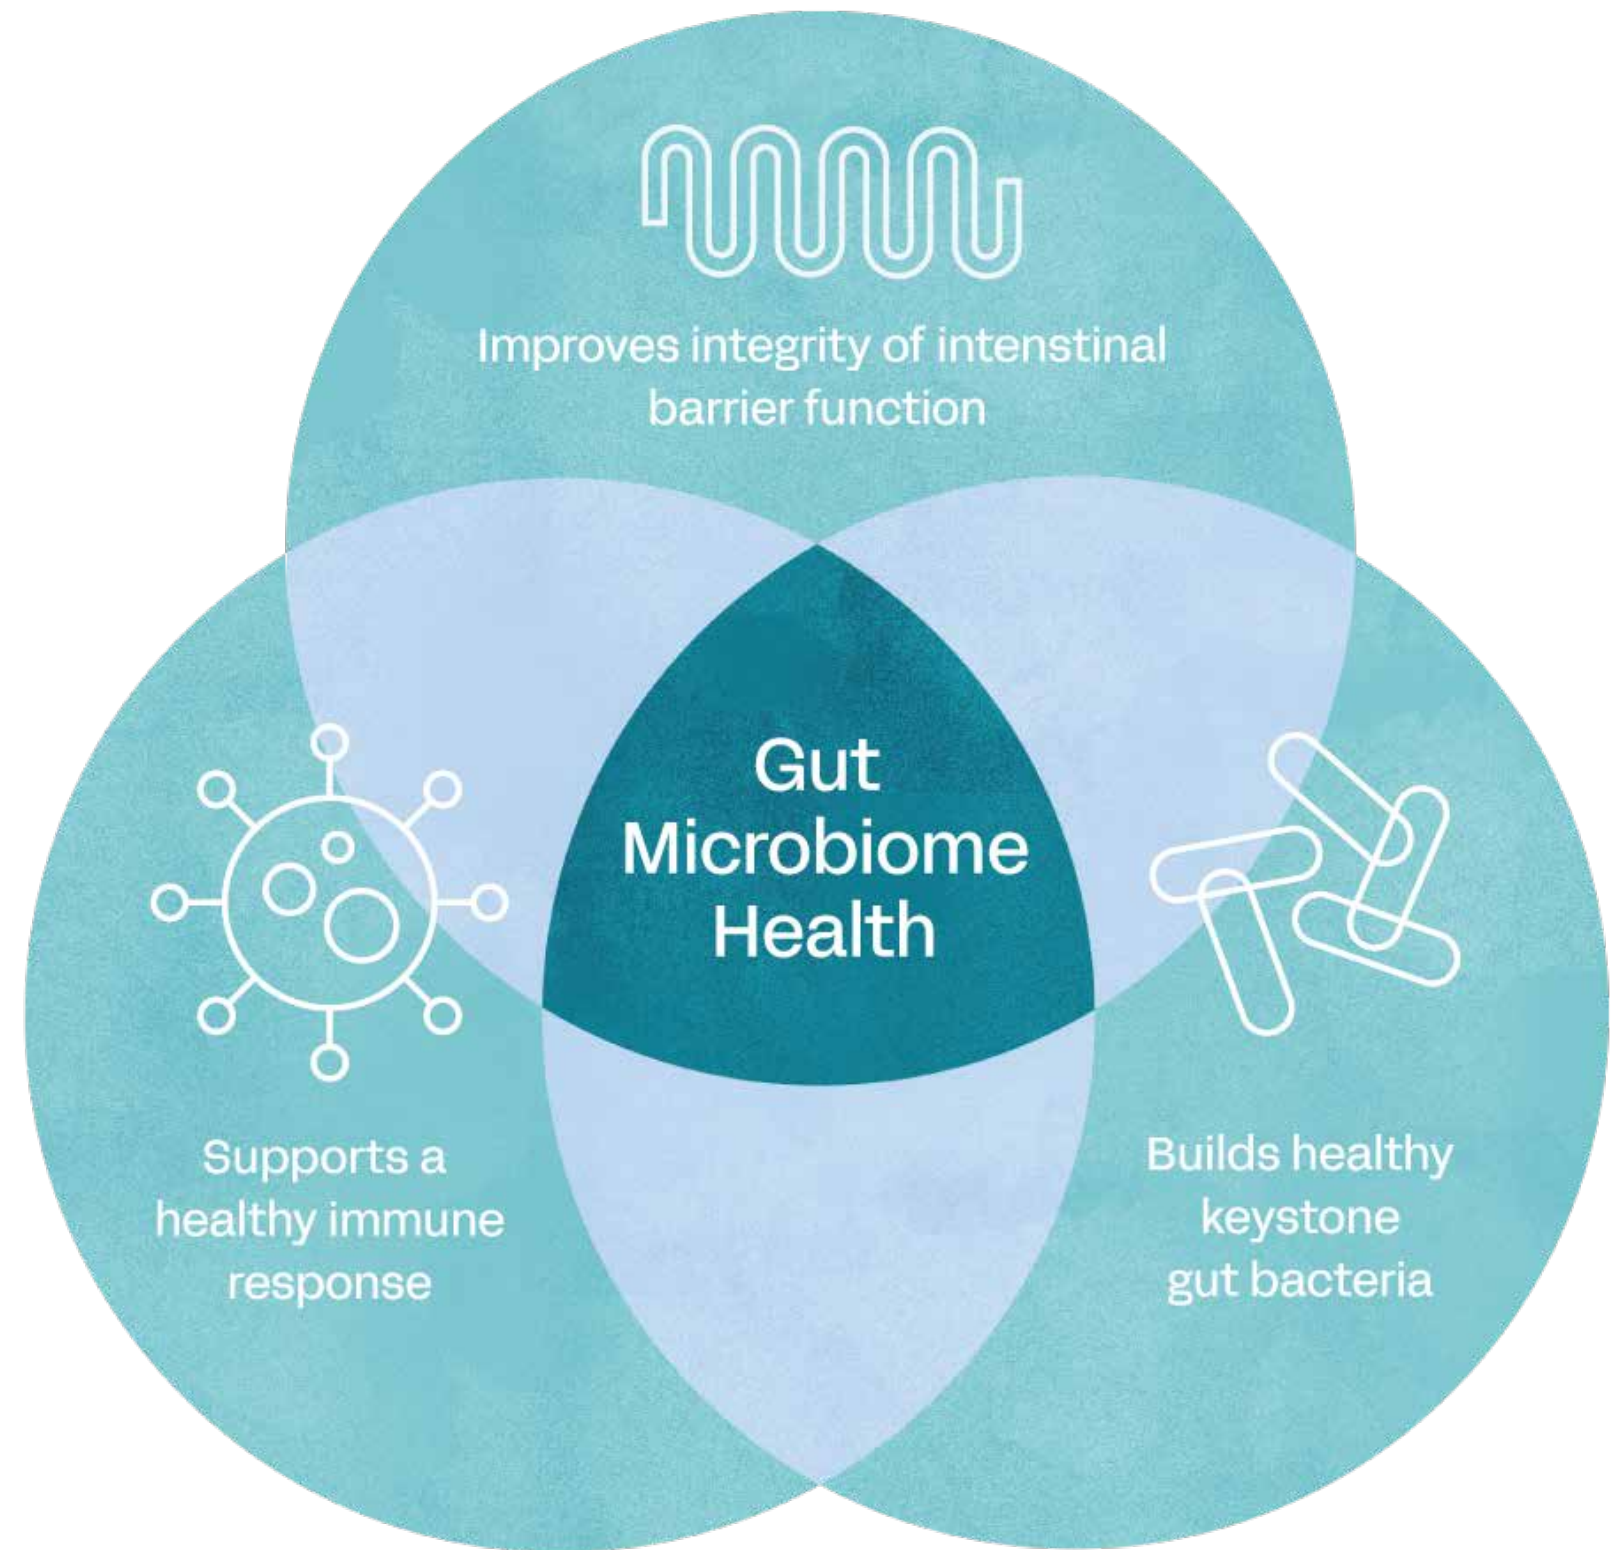 Improves integrity of intenstinal
barrier function
Gut
Microbiome
Health
Supports a
healthy immune
response
Builds healthy
keystone
gut bacteria